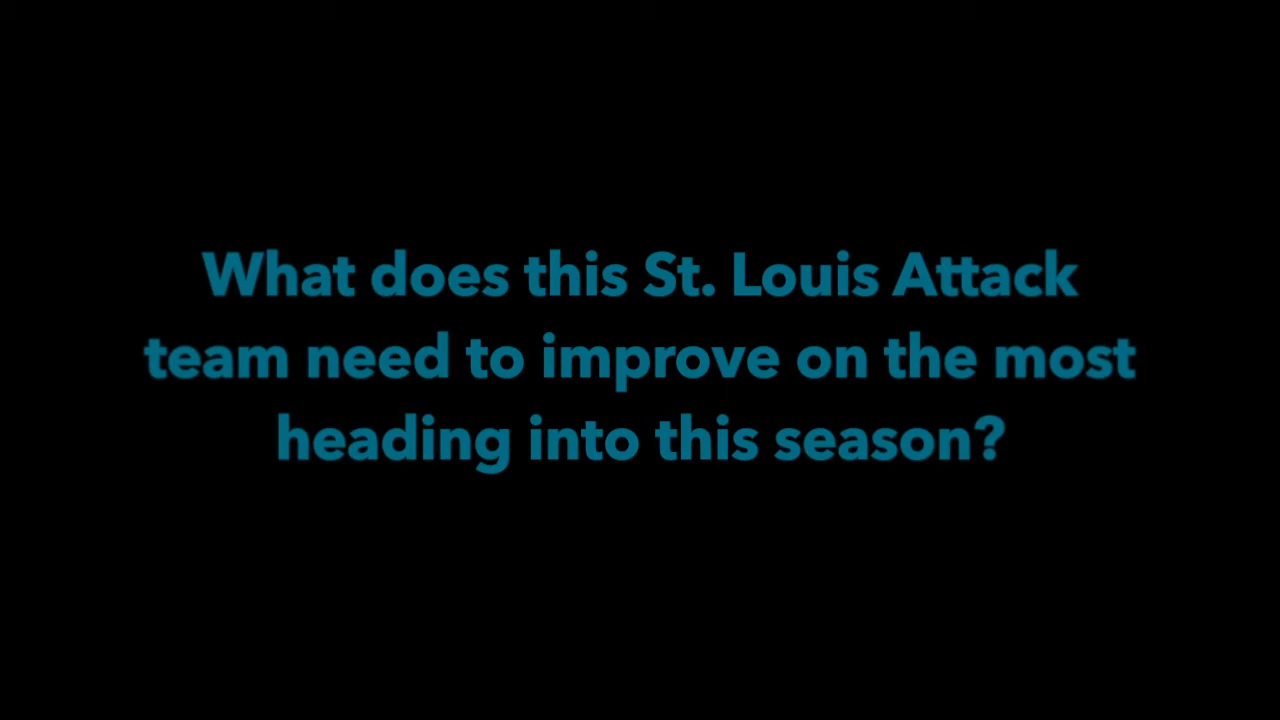 What does this St. Louis Attack
team need to improve on the most
heading into this season?